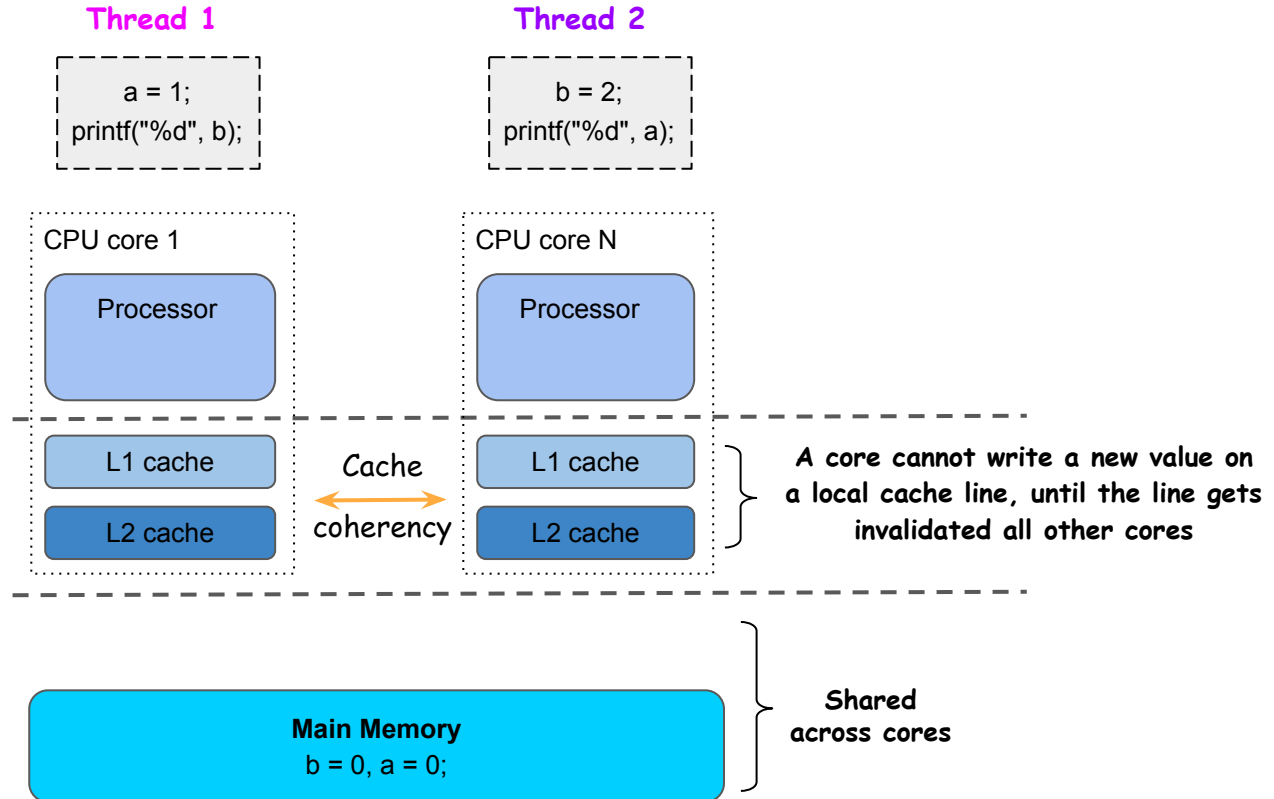 Thread 1
Thread 2
a = 1;
printf("%d", b);
b = 2;
printf("%d", a);
CPU core 1
CPU core N
Processor
Processor
L1 cache
L2 cache
Cache
coherency
L1 cache
L2 cache
A core cannot write a new value on
a local cache line, until the line gets
invalidated all other cores
Main Memory
b = 0, a = 0;
Shared
across cores